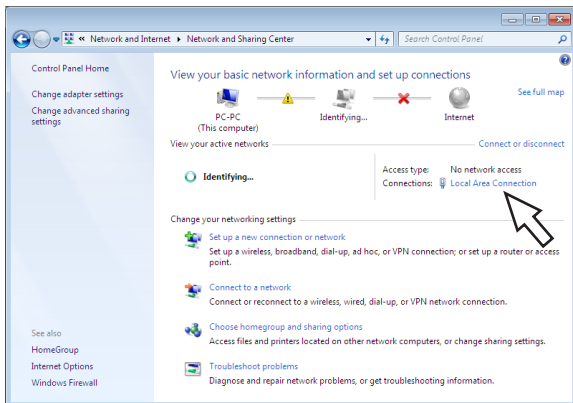 « Network and Internet ▸ Network and Sharing Center
Search Control Panel
Control Panel Home
Change adapter settings
Change advanced sharing
settings
See also
HomeGroup
Internet Options
Windows Firewall
View your basic network information and set up connections
See full map
PC-PC
(This computer)
Identifying...
Internet
View your active networks
Connect or disconnect
Identifying...
Access type: No network access
Connections: Local Area Connection
Change your networking settings
Set up a new connection or network
Set up a wireless, broadband, dial-up, ad hoc, or VPN connection; or set up a router or access
point.
Connect to a network
Connect or reconnect to a wireless, wired, dial-up, or VPN network connection.
Choose homegroup and sharing options
Access files and printers located on other network computers, or change sharing settings.
Troubleshoot problems
Diagnose and repair network problems, or get troubleshooting information.